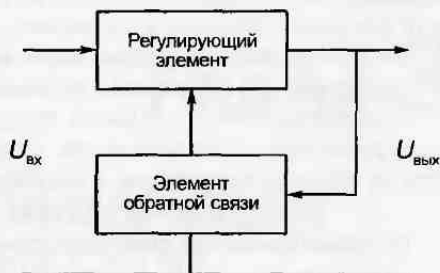 Регулирующий
элемент
U вх
U вых
Элемент
обратной связи